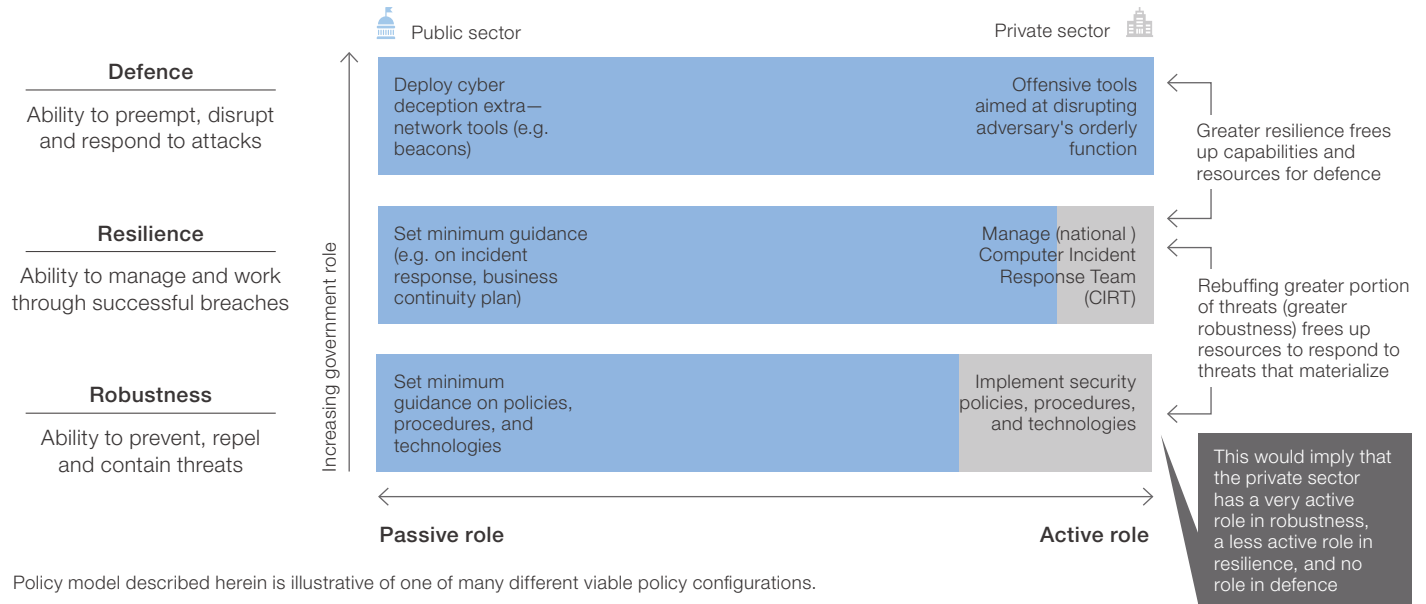 Public sector
Private sector
Defence
Ability to preempt, disrupt
and respond to attacks
Deploy cyber
deception extra—
network tools (e.g.
beacons)
Offensive tools
aimed at disrupting
adversary's orderly
function
Greater resilience frees
up capabilities and
resources for defence
Resilience
Ability to manage and work
through successful breaches
Increasing government role
Set minimum guidance
(e.g. on incident
response, business
continuity plan)
Manage (national )
Computer Incident
Response Team
(CIRT)
Rebuffing greater portion
of threats (greater
robustness) frees up
resources to respond to
threats that materialize
Robustness
Ability to prevent, repel
and contain threats
Set minimum
guidance on policies,
procedures, and
technologies
Implement security
policies, procedures,
and technologies
This would imply that
the private sector
has a very active
role in robustness,
a less active role in
resilience, and no
role in defence
Passive role
Active role
Policy model described herein is illustrative of one of many different viable policy configurations.